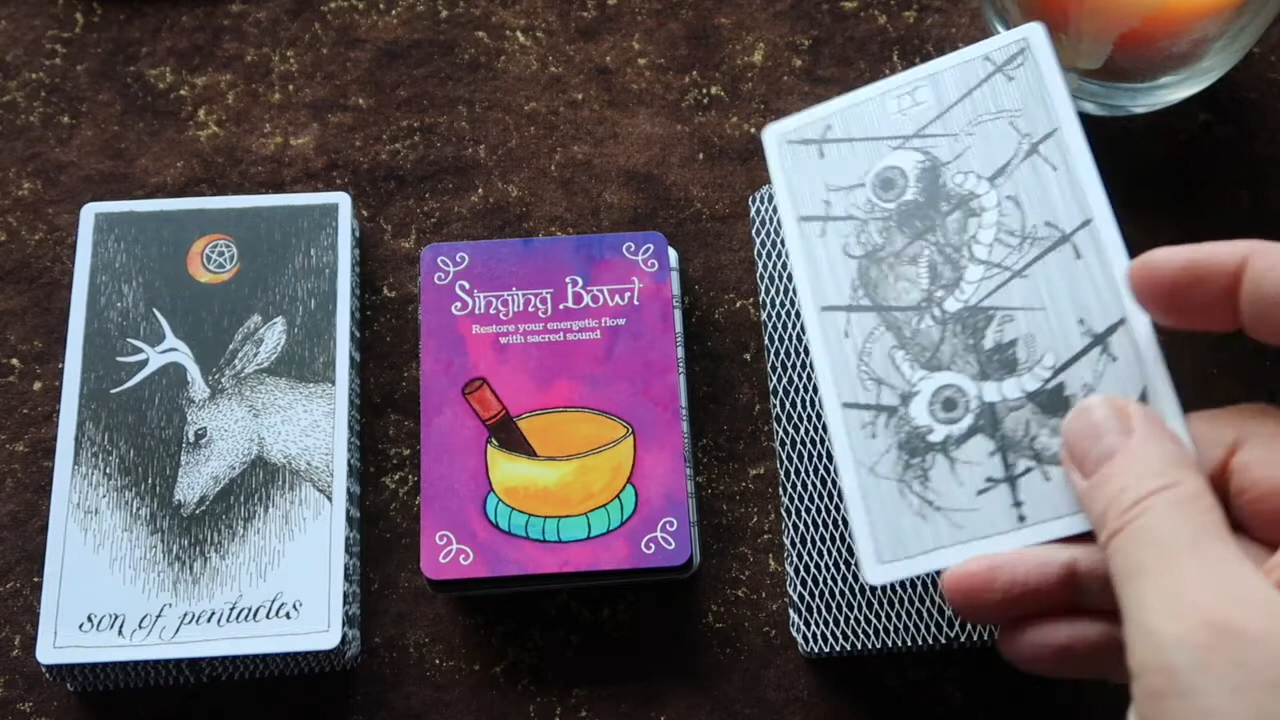 son of pentacles
Singing Bowl
Restore your energetic flow
with sacred sound